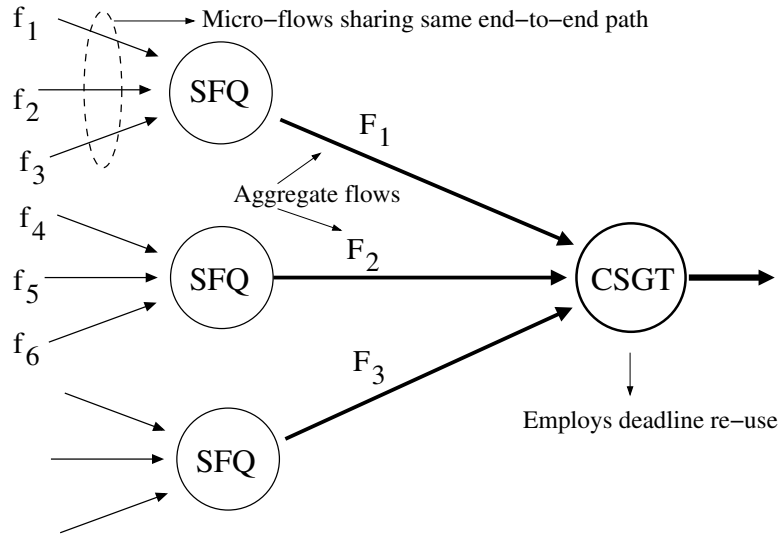 f1
Micro−flows sharing same end−to−end path
f2
SFQ
f3
F1
Aggregate flows
f4
F2
f5
SFQ
CSGT
f6
F3
Employs deadline re−use
SFQ